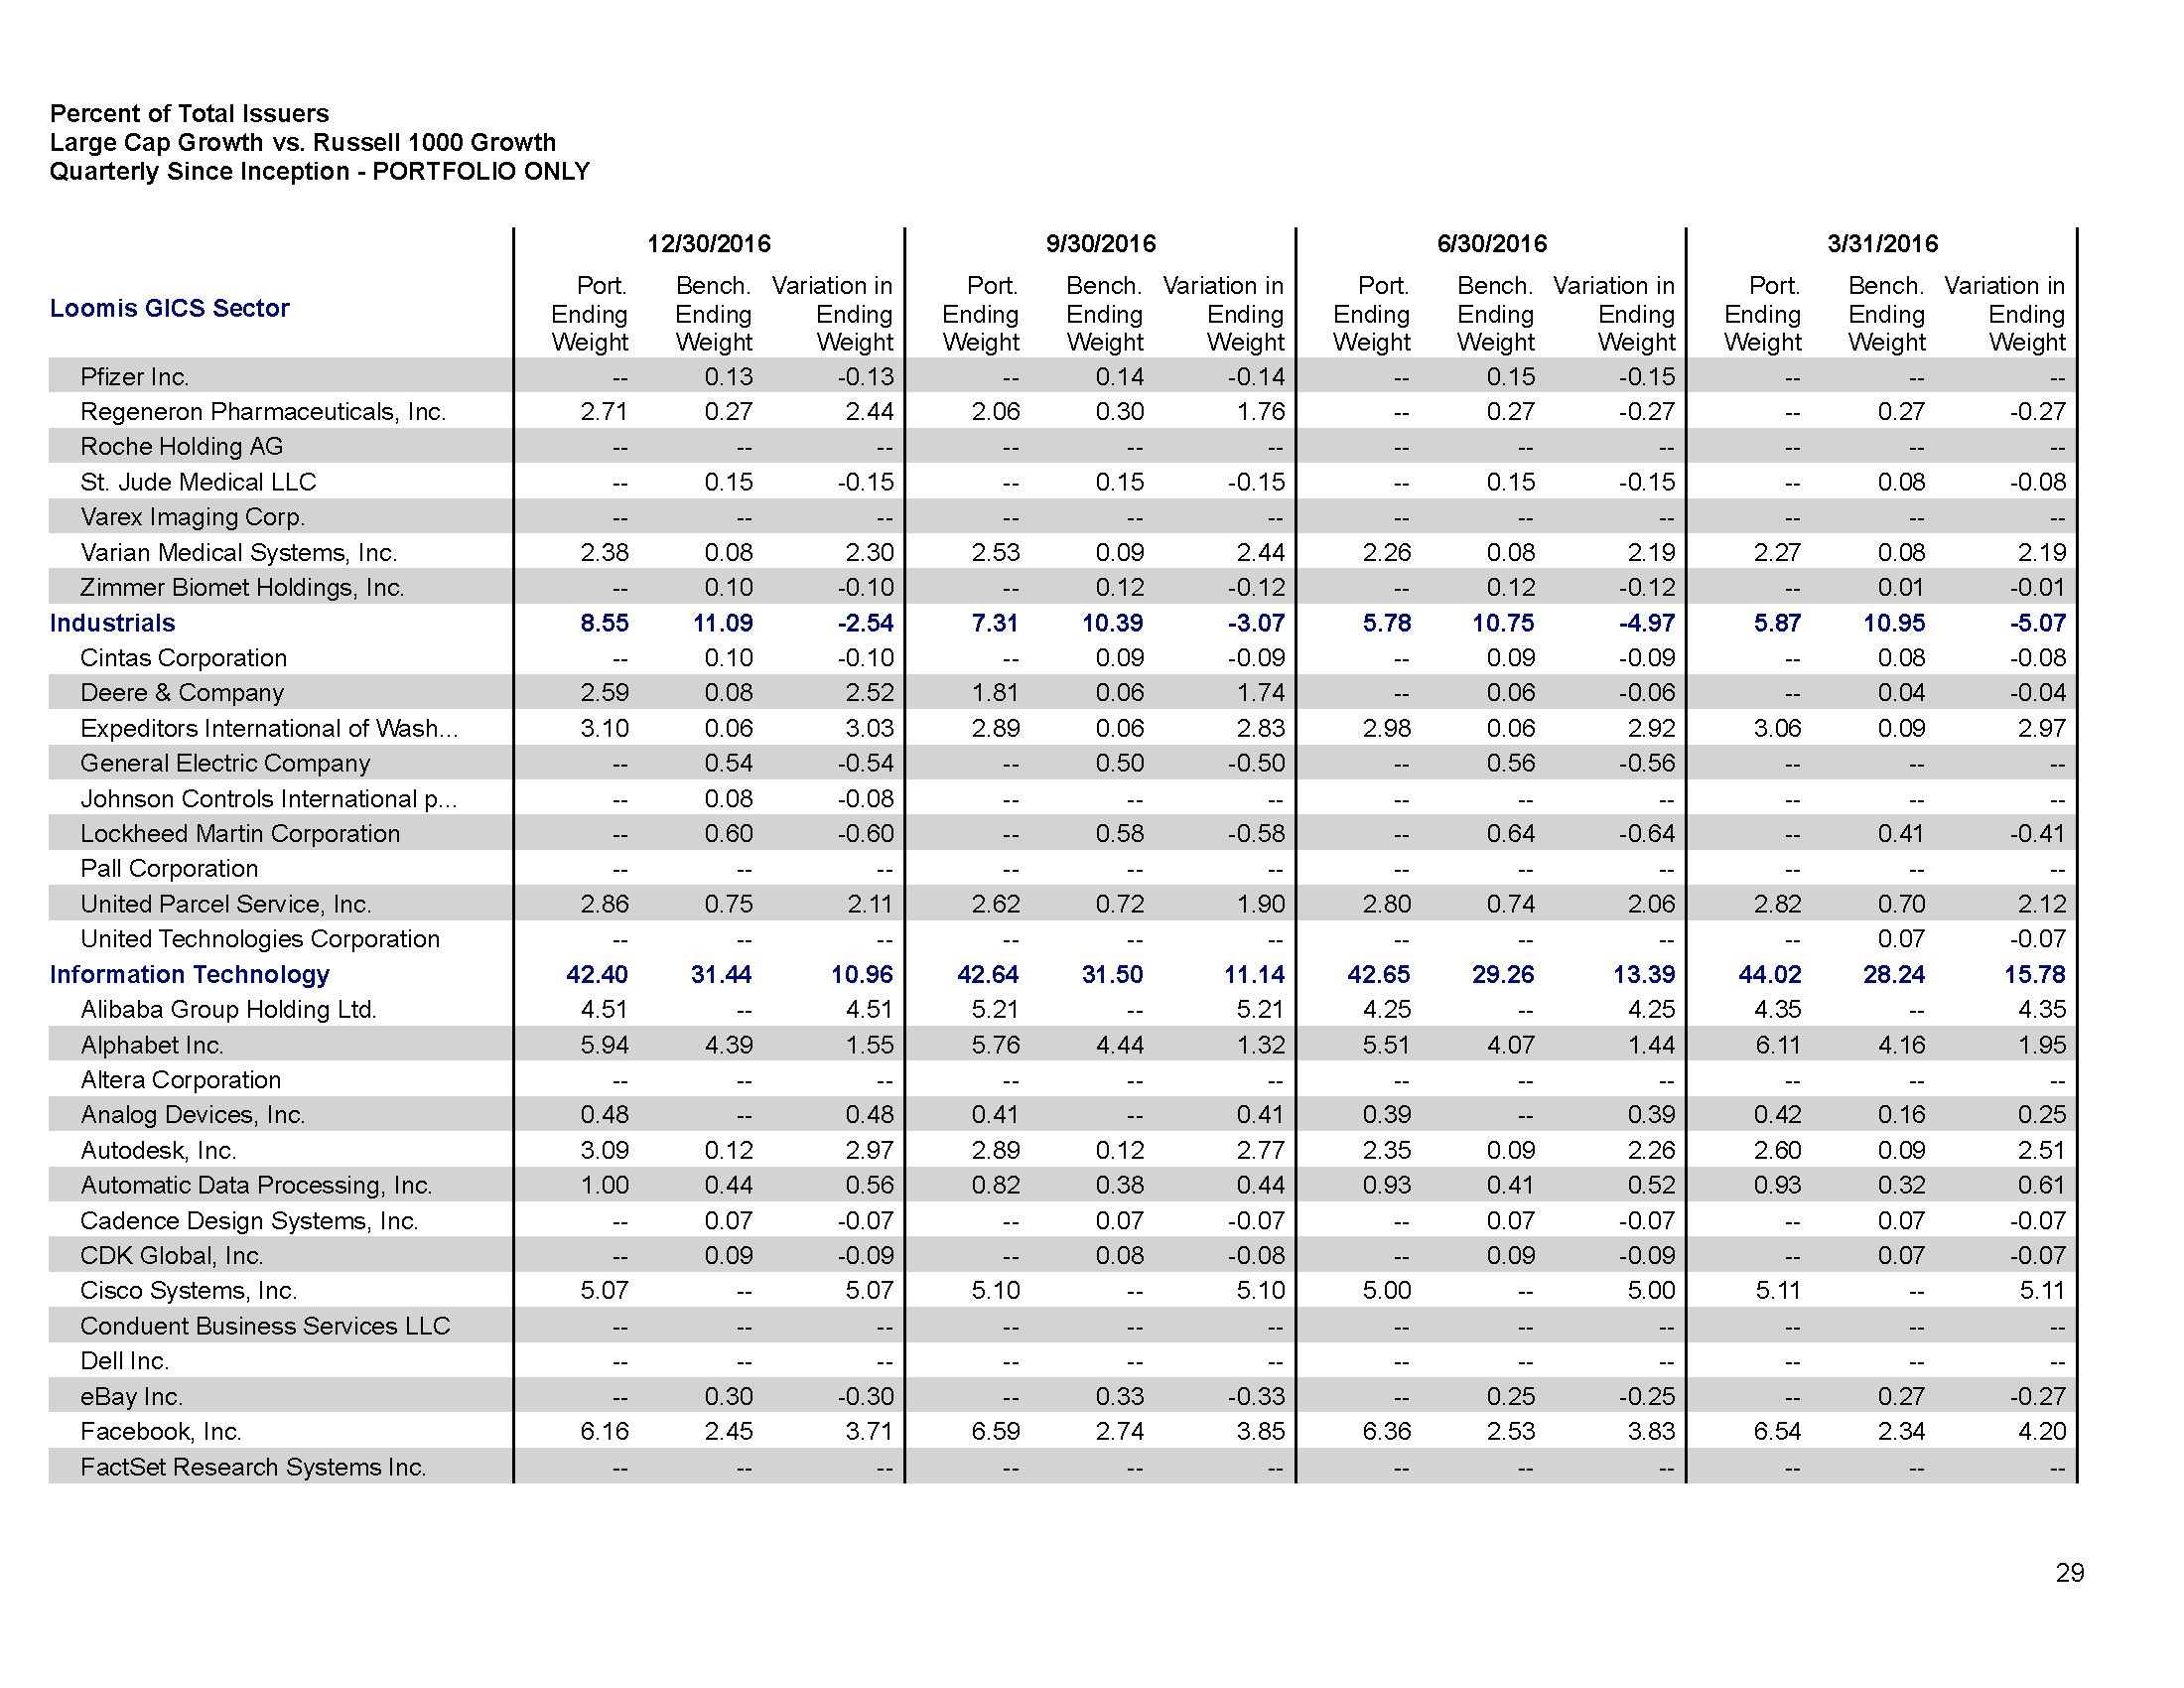 Percent of Total Issuers
Large Cap Growth vs. Russell 1000 Growth
Quarterly Since Inception - PORTFOLIO ONLY
12/30/2016 9/30/2016 6/30/2016 3/31/2016
Loomis GICS Sector
Port. Bench. Variation in Port. Bench. Variation in Port. Bench. Variation in Port. Bench. Variation in
Ending Ending Ending Ending Ending Ending Ending Ending Ending Ending Ending Ending
Weight Weight Weight Weight Weight Weight Weight Weight Weight Weight Weight Weight
Pfizer Inc. -- 0.13 -0.13 -- 0.14 -0.14 -- 0.15 -0.15 -- -- --
Regeneron Pharmaceuticals, Inc. 2.71 0.27 2.44 2.06 0.30 1.76 -- 0.27 -0.27 -- 0.27 -0.27
Roche Holding AG -- -- -- -- -- -- -- -- -- -- -- --
St. Jude Medical LLC -- 0.15 -0.15 -- 0.15 -0.15 -- 0.15 -0.15 -- 0.08 -0.08
Varex Imaging Corp. -- -- -- -- -- -- -- -- -- -- -- --
Varian Medical Systems, Inc. 2.38 0.08 2.30 2.53 0.09 2.44 2.26 0.08 2.19 2.27 0.08 2.19
Zimmer Biomet Holdings, Inc. -- 0.10 -0.10 -- 0.12 -0.12 -- 0.12 -0.12 -- 0.01 -0.01
Industrials 8.55 11.09 -2.54 7.31 10.39 -3.07 5.78 10.75 -4.97 5.87 10.95 -5.07
Cintas Corporation -- 0.10 -0.10 -- 0.09 -0.09 -- 0.09 -0.09 -- 0.08 -0.08
Deere & Company 2.59 0.08 2.52 1.81 0.06 1.74 -- 0.06 -0.06 -- 0.04 -0.04
Expeditors International of Wash... 3.10 0.06 3.03 2.89 0.06 2.83 2.98 0.06 2.92 3.06 0.09 2.97
General Electric Company -- 0.54 -0.54 -- 0.50 -0.50 -- 0.56 -0.56 -- -- --
Johnson Controls International p... -- 0.08 -0.08 -- -- -- -- -- -- -- -- --
Lockheed Martin Corporation -- 0.60 -0.60 -- 0.58 -0.58 -- 0.64 -0.64 -- 0.41 -0.41
Pall Corporation -- -- -- -- -- -- -- -- -- -- -- --
United Parcel Service, Inc. 2.86 0.75 2.11 2.62 0.72 1.90 2.80 0.74 2.06 2.82 0.70 2.12
United Technologies Corporation -- -- -- -- -- -- -- -- -- -- 0.07 -0.07
Information Technology 42.40 31.44 10.96 42.64 31.50 11.14 42.65 29.26 13.39 44.02 28.24 15.78
Alibaba Group Holding Ltd. 4.51 -- 4.51 5.21 -- 5.21 4.25 -- 4.25 4.35 -- 4.35
Alphabet Inc. 5.94 4.39 1.55 5.76 4.44 1.32 5.51 4.07 1.44 6.11 4.16 1.95
Altera Corporation -- -- -- -- -- -- -- -- -- -- -- --
Analog Devices, Inc. 0.48 -- 0.48 0.41 -- 0.41 0.39 -- 0.39 0.42 0.16 0.25
Autodesk, Inc. 3.09 0.12 2.97 2.89 0.12 2.77 2.35 0.09 2.26 2.60 0.09 2.51
Automatic Data Processing, Inc. 1.00 0.44 0.56 0.82 0.38 0.44 0.93 0.41 0.52 0.93 0.32 0.61
Cadence Design Systems, Inc. -- 0.07 -0.07 -- 0.07 -0.07 -- 0.07 -0.07 -- 0.07 -0.07
CDK Global, Inc. -- 0.09 -0.09 -- 0.08 -0.08 -- 0.09 -0.09 -- 0.07 -0.07
Cisco Systems, Inc. 5.07 -- 5.07 5.10 -- 5.10 5.00 -- 5.00 5.11 -- 5.11
Conduent Business Services LLC -- -- -- -- -- -- -- -- -- -- -- --
Dell Inc. -- -- -- -- -- -- -- -- -- -- -- --
eBay Inc. -- 0.30 -0.30 -- 0.33 -0.33 -- 0.25 -0.25 -- 0.27 -0.27
Facebook, Inc. 6.16 2.45 3.71 6.59 2.74 3.85 6.36 2.53 3.83 6.54 2.34 4.20
FactSet Research Systems Inc. -- -- -- -- -- -- -- -- -- -- -- --
29